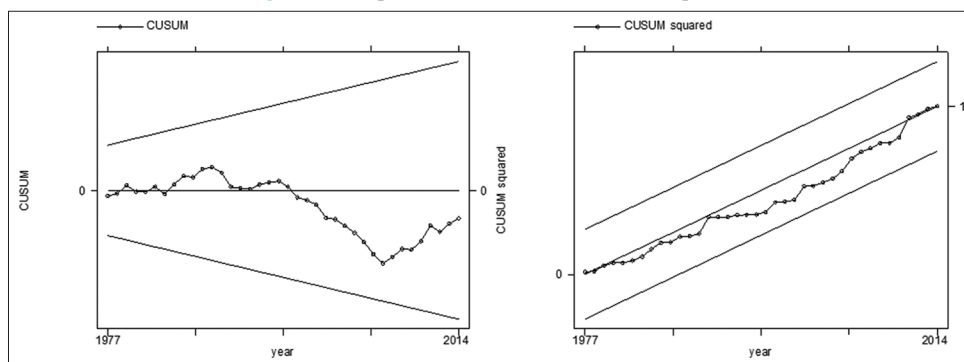 CUSUM
CUSUM
0
0
1977
2014
year
CUSUM squared
CUSUM squared
0
1
1977
2014
year